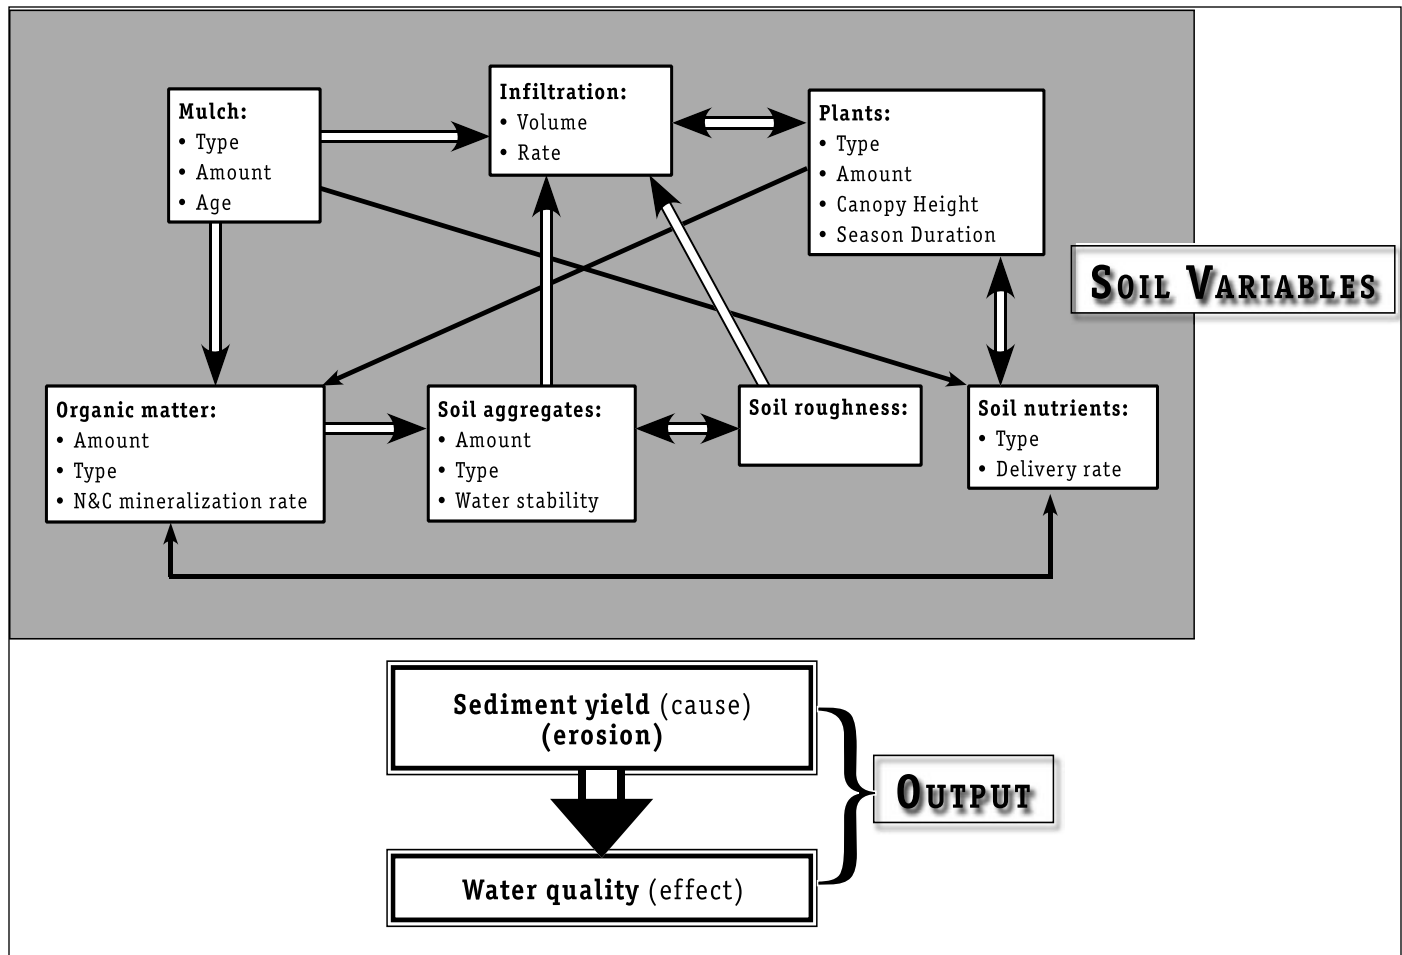 Mulch:
• Type
• Amount
• Age
Infiltration:
• Volume
• Rate
Plants:
• Type
• Amount
• Canopy Height
• Season Duration
SOIL VARIABLES
Organic matter:
• Amount
• Type
• N&C mineralization rate
Soil aggregates:
• Amount
• Type
• Water stability
Soil roughness:
Soil nutrients:
• Type
• Delivery rate
Sediment yield (cause)
(erosion)
OUTPUT
Water quality (effect)